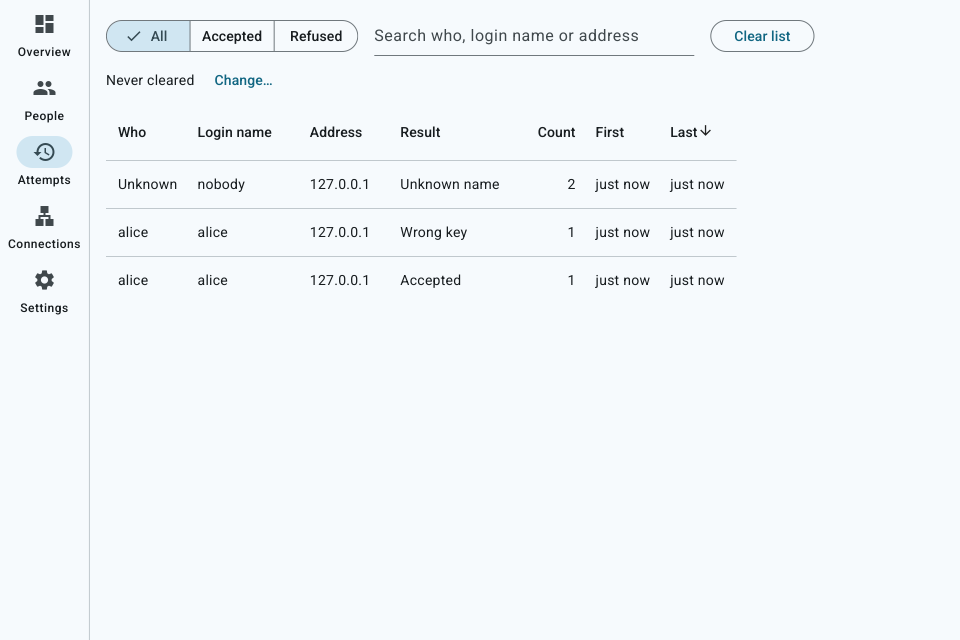 Overview
People
Attempts
Connections
Settings
All Accepted Refused Search who, login name or address Clear list
Never cleared Change…
Who Login name Address Result Count First Last
Unknown nobody 127.0.0.1 Unknown name 2 just now just now
alice alice 127.0.0.1 Wrong key 1 just now just now
alice alice 127.0.0.1 Accepted 1 just now just now